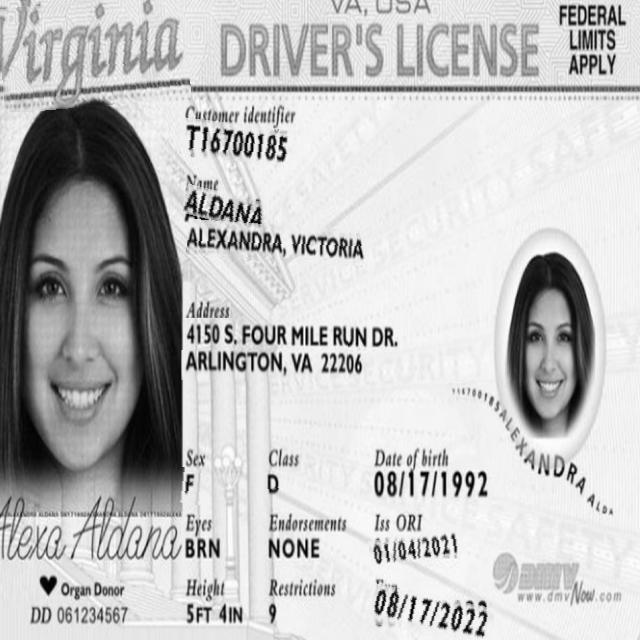 Virginia
VA, USA
DRIVER'S LICENSE
FEDERAL
LIMITS
APPLY
Customer identifier
T16700185
Name
ALDANA
ALEXANDRA, VICTORIA
Address
4150 S. FOUR MILE RUN DR.
ARLINGTON, VA 22206
Sex
F
Class
D
Date of birth
08/17/1992
Eyes
BRN
Endorsements
NONE
Iss ORI
01/04/2021
Height
5FT 4IN
Restrictions
9
08/17/2022
Alexa Aldana
Organ Donor
DD 061234567
T16700185ALEXANDRA ALDA
DMV
www.dmvNow.com
SECURITY SAFETY